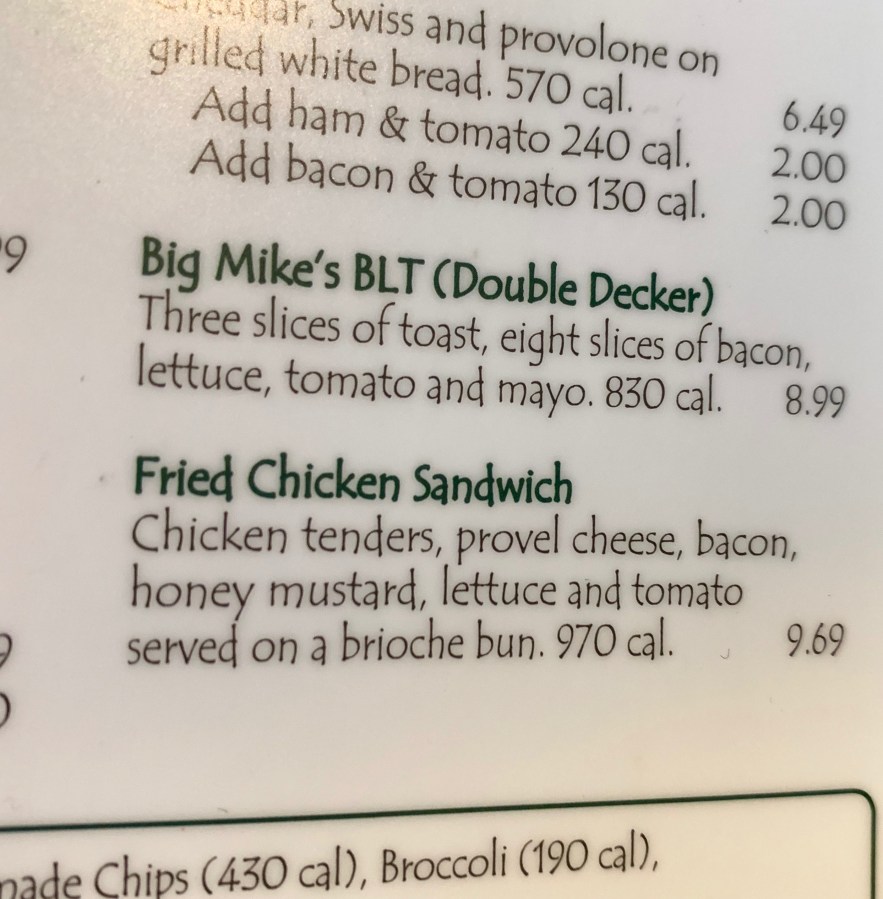 Swiss and provolone on
grilled white bread. 570 cal. 6.49
Add ham & tomato 240 cal. 2.00
Add bacon & tomato 130 cal. 2.00
9
Big Mike's BLT (Double Decker)
Three slices of toast, eight slices of bacon,
lettuce, tomato and mayo. 830 cal. 8.99
Fried Chicken Sandwich
Chicken tenders, provel cheese, bacon,
honey mustard, lettuce and tomato
served on a brioche bun. 970 cal. 9.69
Chips (430 cal), Broccoli (190 cal),